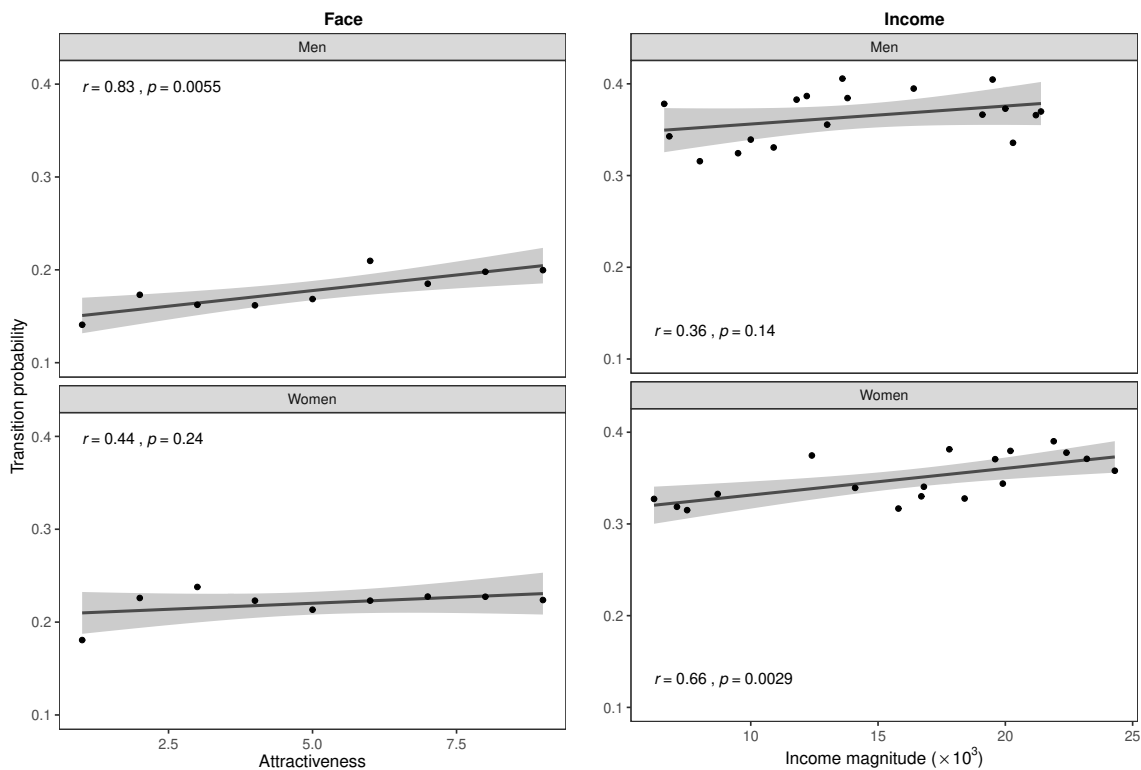 Face
Men
r = 0.83 , p = 0.0055
0.4
0.3
0.2
0.1
Women
r = 0.44 , p = 0.24
0.4
0.3
0.2
0.1
2.5 5.0 7.5
Attractiveness
Transition probability
Income
Men
0.4
0.3
0.2
0.1
r = 0.36 , p = 0.14
Women
0.4
0.3
0.2
0.1
r = 0.66 , p = 0.0029
10 15 20 25
Income magnitude (×10³)